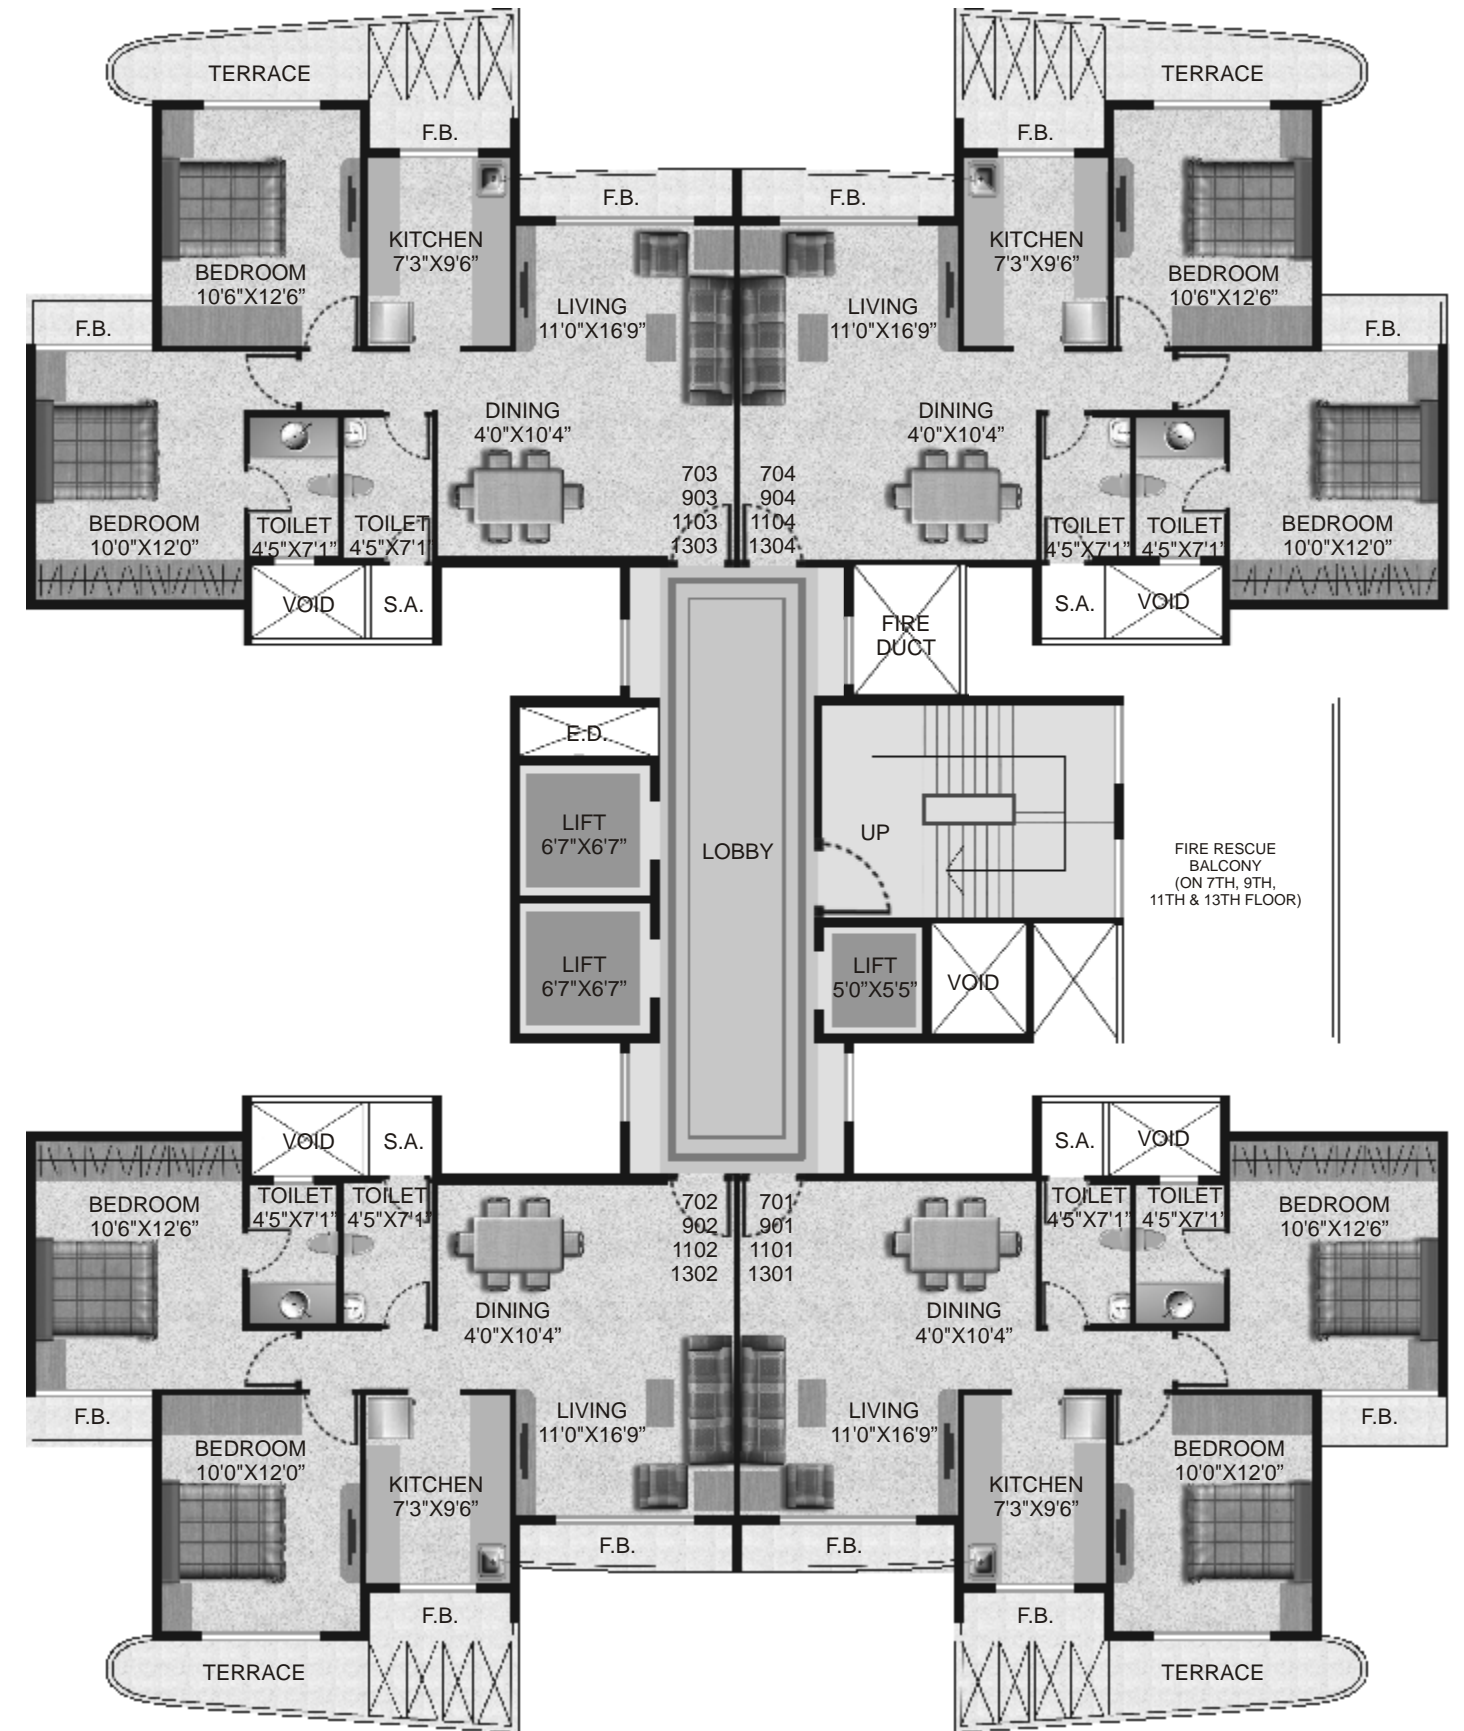 TERRACE
TERRACE
F.B.
F.B.
F.B.
F.B.
KITCHEN
7'3"X9'6”
KITCHEN
7'3"X9'6”
BEDROOM
10'6"X12'6”
BEDROOM
10'6"X12'6”
LIVING
11'0"X16'9”
LIVING
11'0"X16'9”
F.B.
F.B.
DINING
4'0"X10'4”
DINING
4'0"X10'4”
703
903
1103
1303
704
904
1104
1304
BEDROOM
10'0"X12'0”
TOILET
4'5"X7'1”
TOILET
4'5"X7'1”
TOILET
4'5"X7'1”
TOILET
4'5"X7'1”
BEDROOM
10'0"X12'0”
VOID
S.A.
S.A.
VOID
FIRE
DUCT
E.D.
LIFT
6'7"X6'7”
LOBBY
UP
FIRE RESCUE
BALCONY
(ON 7TH, 9TH,
11TH & 13TH FLOOR)
LIFT
6'7"X6'7”
LIFT
5'0”X5'5”
VOID
VOID
S.A.
S.A.
VOID
BEDROOM
10'6"X12'6”
TOILET
4'5"X7'1”
TOILET
4'5"X7'1”
702
902
1102
1302
701
901
1101
1301
TOILET
4'5"X7'1”
TOILET
4'5"X7'1”
BEDROOM
10'6"X12'6”
DINING
4'0"X10'4”
DINING
4'0"X10'4”
F.B.
LIVING
11'0"X16'9”
LIVING
11'0"X16'9”
F.B.
BEDROOM
10'0"X12'0”
BEDROOM
10'0"X12'0”
KITCHEN
7'3"X9'6”
KITCHEN
7'3"X9'6”
F.B.
F.B.
F.B.
F.B.
TERRACE
TERRACE